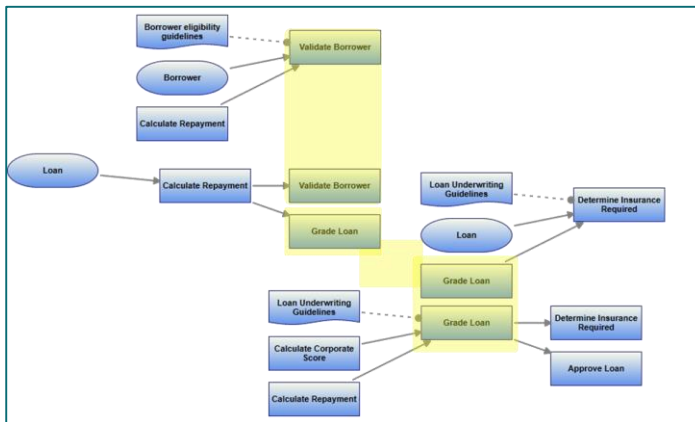 Borrower eligibility
guidelines
Validate Borrower
Borrower
Calculate Repayment
Loan
Calculate Repayment
Validate Borrower
Grade Loan
Loan Underwriting
Guidelines
Determine Insurance
Required
Loan
Grade Loan
Loan Underwriting
Guidelines
Grade Loan
Determine Insurance
Required
Calculate Corporate
Score
Approve Loan
Calculate Repayment